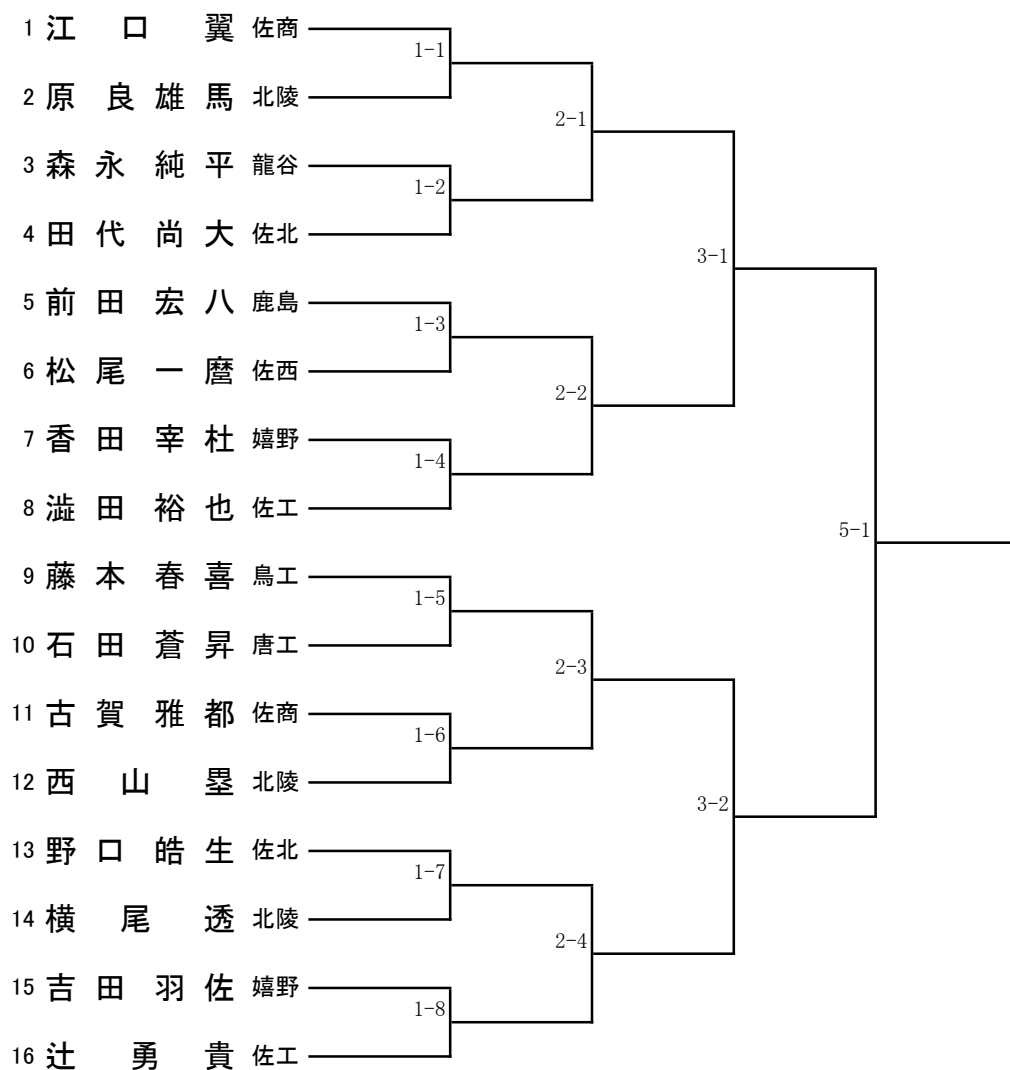 1 江口翼 佐商
1-1
2 原良雄馬 北陵
2-1
3 森永純平 龍谷
1-2
4 田代尚大 佐北
3-1
5 前田宏八 鹿島
1-3
6 松尾一麿 佐西
2-2
7 香田宰杜 嬉野
1-4
8 澁田裕也 佐工
5-1
9 藤本春喜 鳥工
1-5
10 石田蒼昇 唐工
2-3
11 古賀雅都 佐商
1-6
12 西山塁 北陵
3-2
13 野口皓生 佐北
1-7
14 横尾透 北陵
2-4
15 吉田羽佐 嬉野
1-8
16 辻勇貴 佐工